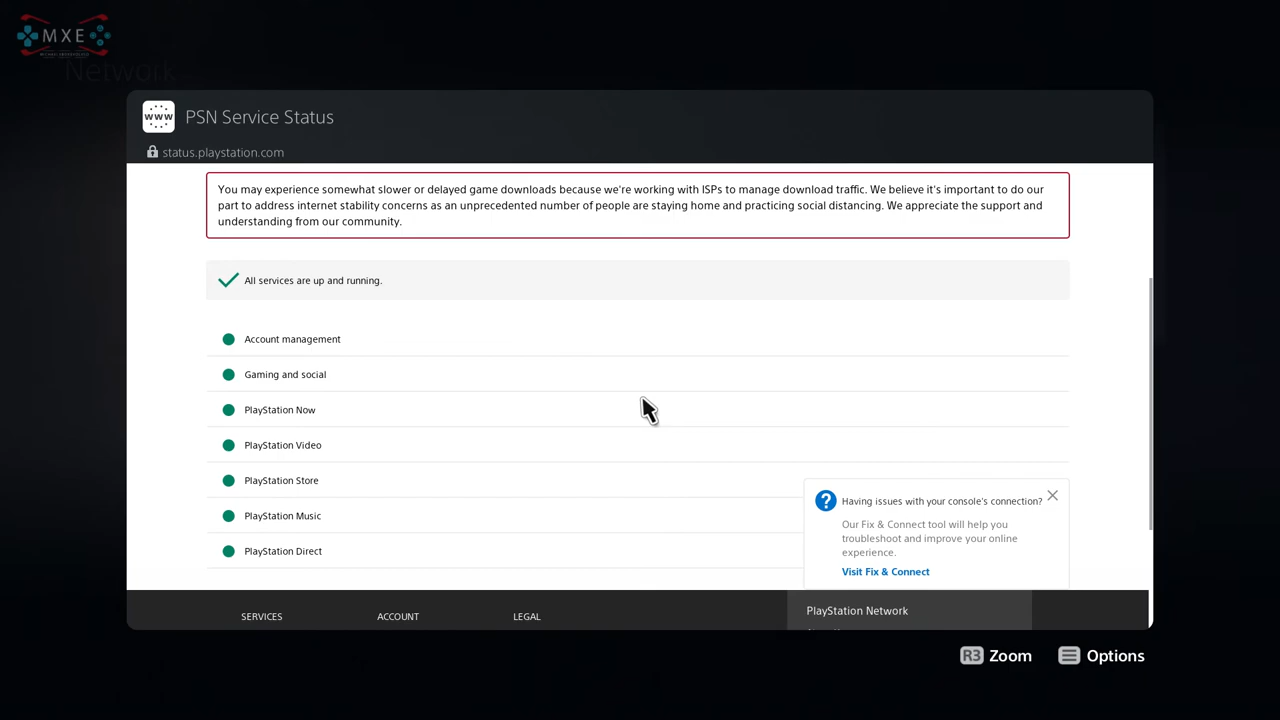 MXE
Network
www
PSN Service Status
status.playstation.com
You may experience somewhat slower or delayed game downloads because we're working with ISPs to manage download traffic. We believe it's important to do our
part to address internet stability concerns as an unprecedented number of people are staying home and practicing social distancing. We appreciate the support and
understanding from our community.
All services are up and running.
Account management
Gaming and social
PlayStation Now
PlayStation Video
PlayStation Store
PlayStation Music
PlayStation Direct
Having issues with your console's connection?
Our Fix & Connect tool will help you
troubleshoot and improve your online
experience.
Visit Fix & Connect
SERVICES
ACCOUNT
LEGAL
PlayStation Network
R3 Zoom
Options